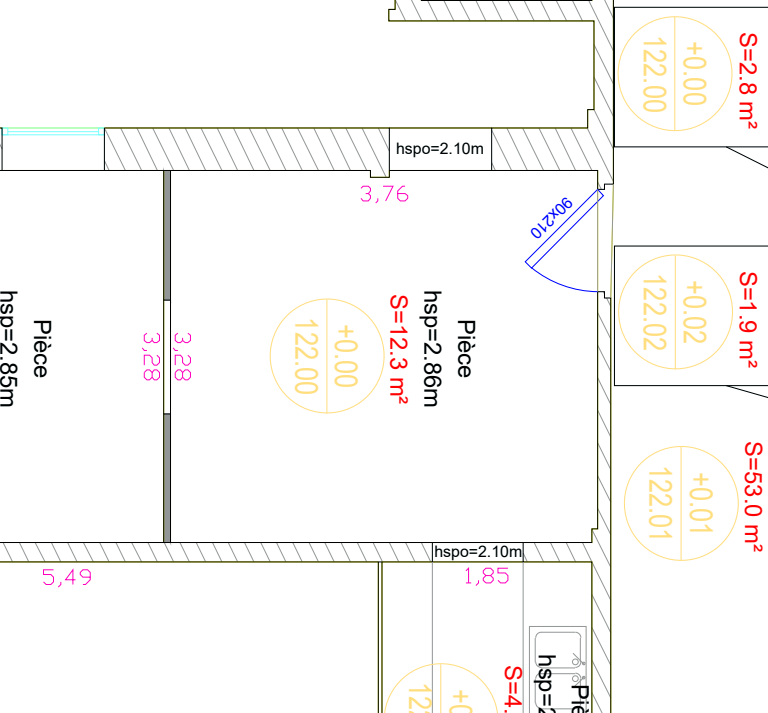 S=2.8 m²
+0.00
122.00
hspo=2.10m
3,76
90x210
S=1.9 m²
+0.02
122.02
Pièce
hsp=2.86m
S=12.3 m²
+0.00
122.00
3,28
3,28
Pièce
hsp=2.85m
S=53.0 m²
+0.01
122.01
hspo=2.10m
5,49
1,85
S=4.